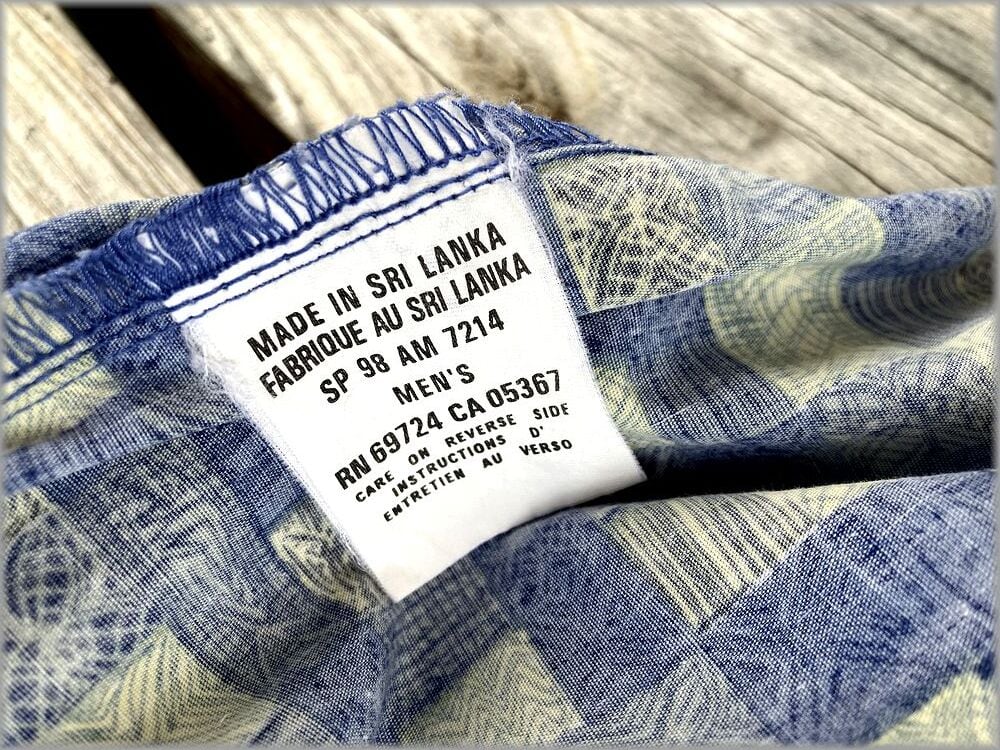 MADE IN SRI LANKA
FABRIQUE AU SRI LANKA
SP 98 AM 7214
MEN'S
RN 69724 CA 05367
CARE ON REVERSE SIDE
INSTRUCTIONS D'
ENTRETIEN AU VERSO